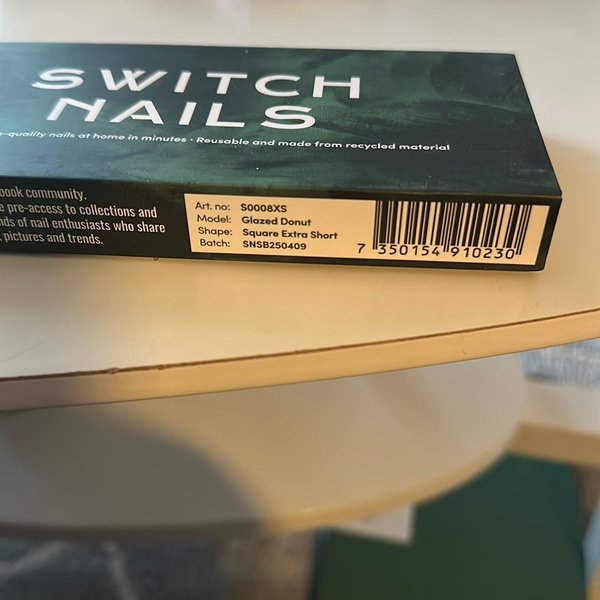 SWITCH
NAILS
-quality nails at home in minutes · Reusable and made from recycled material
book community.
e pre-access to collections and
nds of nail enthusiasts who share
pictures and trends.
Art. no: S0008XS
Model: Glazed Donut
Shape: Square Extra Short
Batch: SNSB250409
7 350154 910230